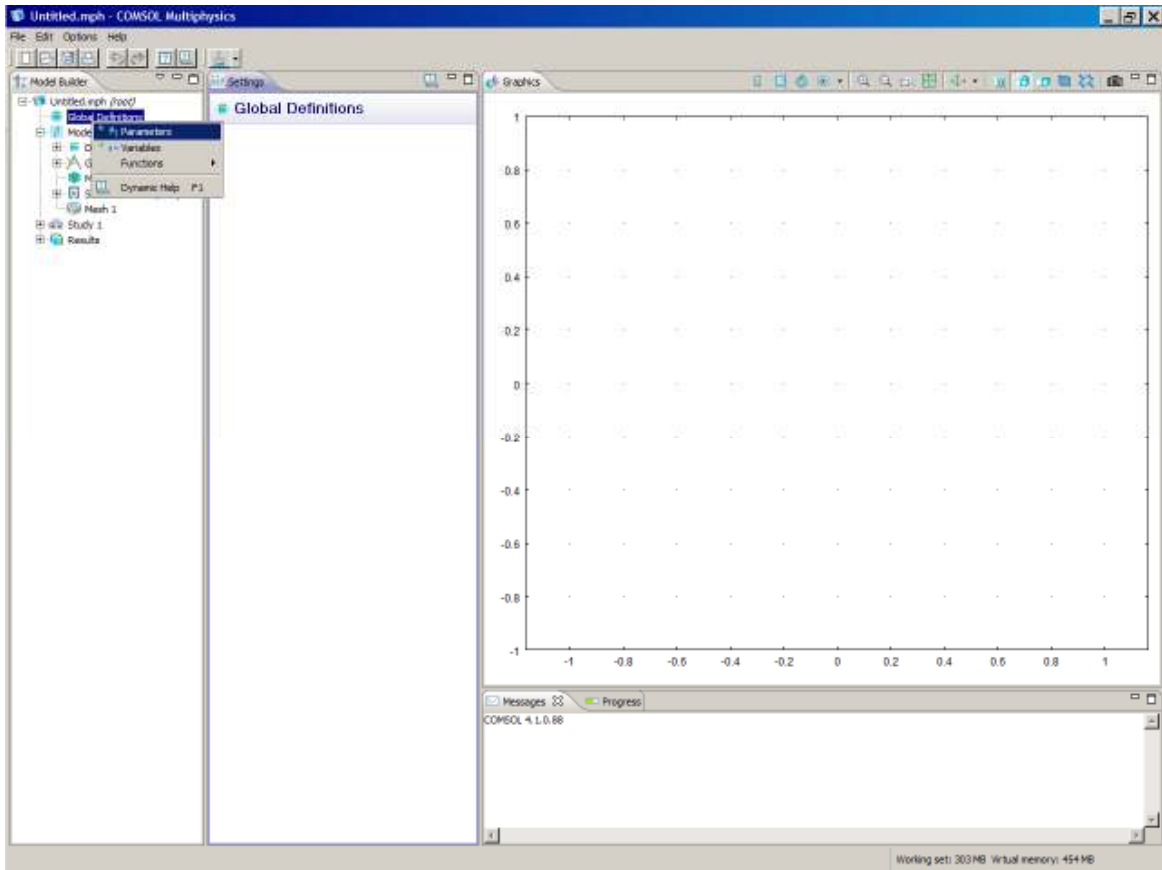 Untitled.mph - COMSOL Multiphysics
File Edit Options Help
Model Builder
Untitled.mph (root)
Global Definitions
Mode
D
G
M
S
Mesh 1
Study 1
Results
Parameters
Variables
Functions
Dynamic Help F1
Settings
Global Definitions
Graphics
1
0.8
0.6
0.4
0.2
0
-0.2
-0.4
-0.6
-0.8
-1
-1 -0.8 -0.6 -0.4 -0.2 0 0.2 0.4 0.6 0.8 1
Messages Progress
COMSOL 4.1.0.88
Working set: 303 MB Virtual memory: 454 MB